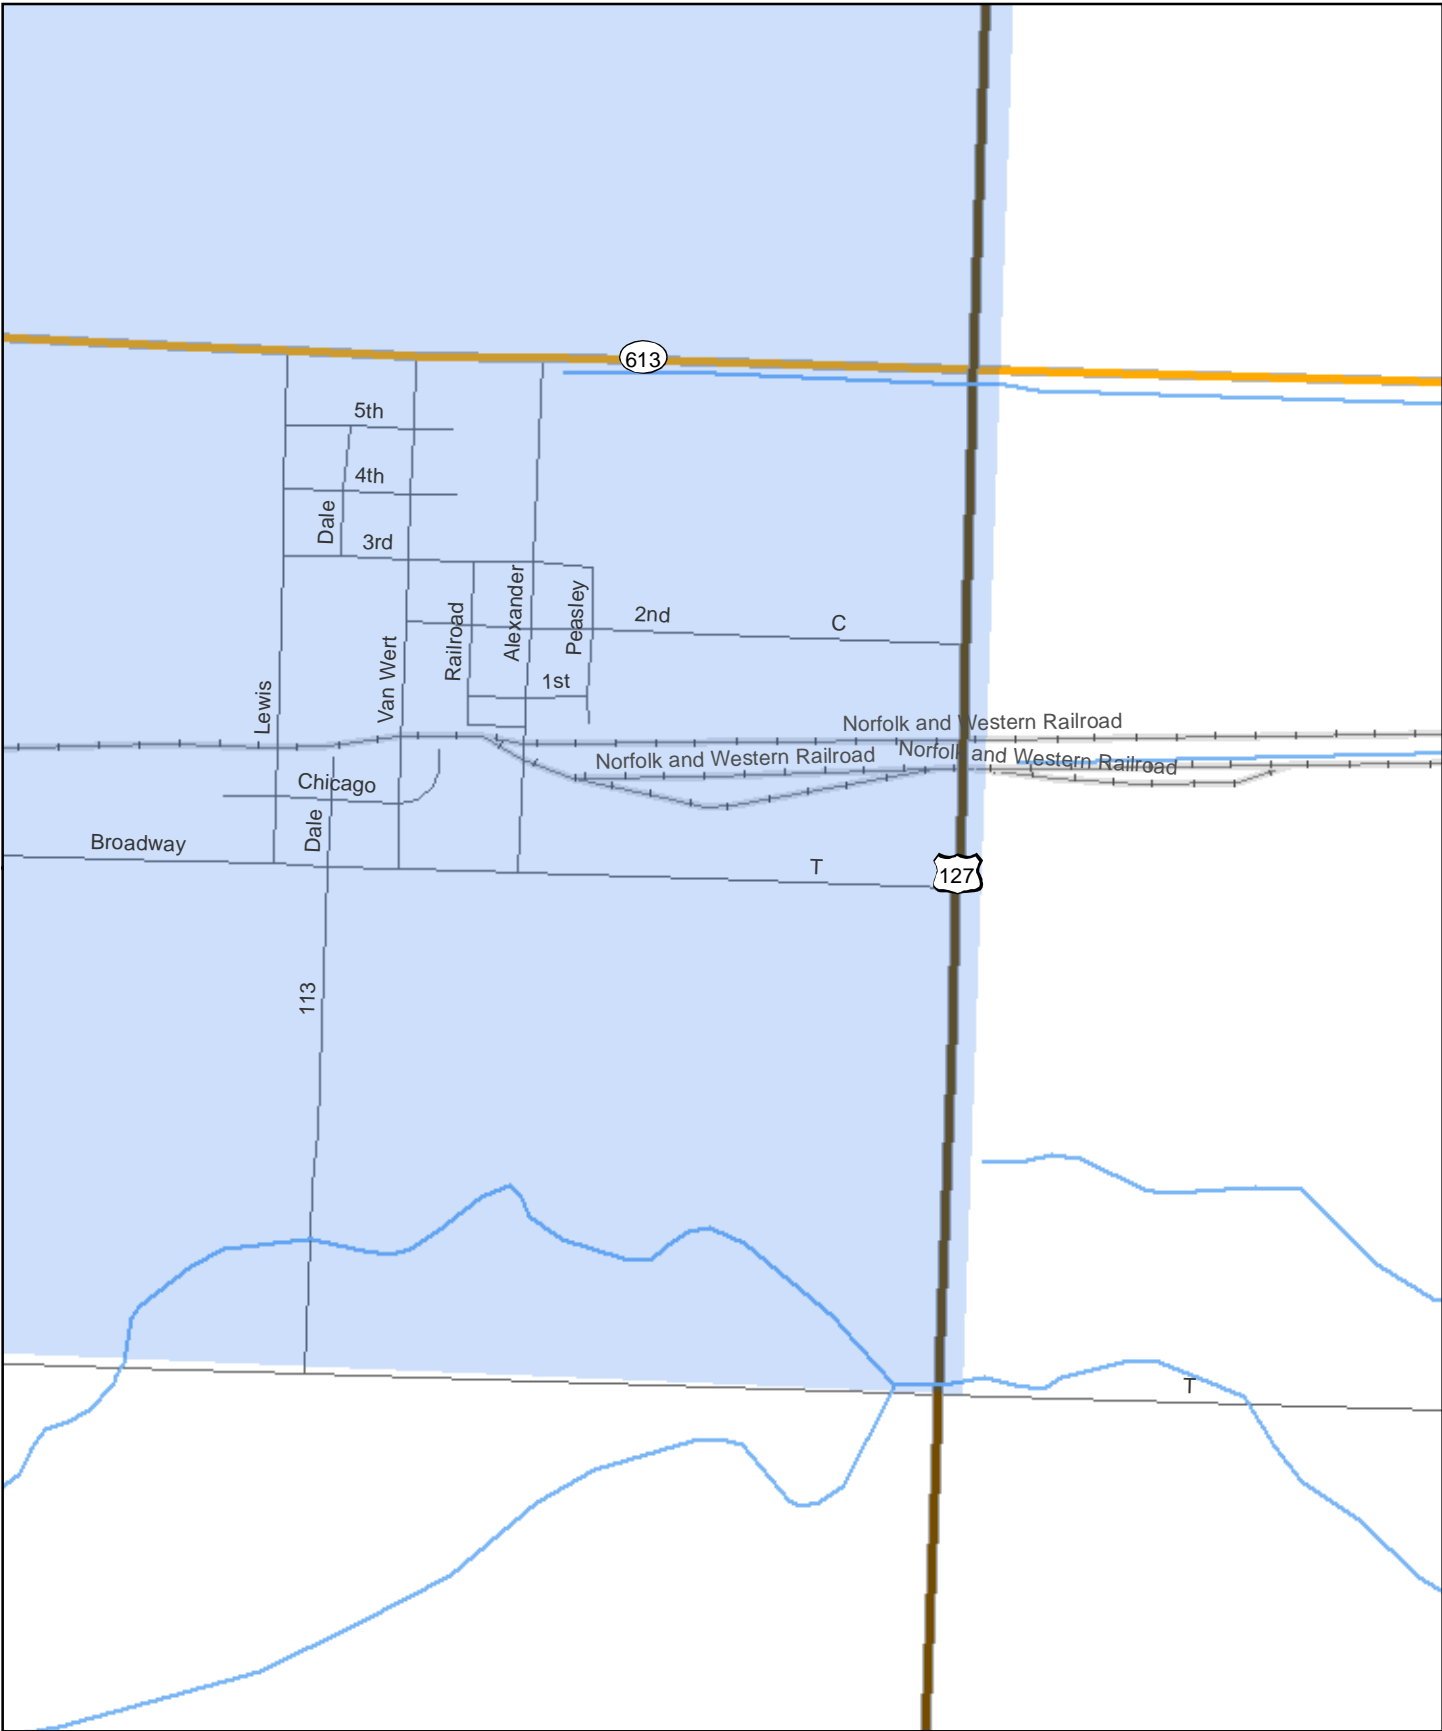 613
5th
4th
Dale
3rd
2nd
C
Railroad
Alexander
Peasley
Van Wert
1st
Lewis
Norfolk and Western Railroad
Norfolk and Western Railroad
Norfolk and Western Railroad
Chicago
Dale
Broadway
T
127
113
T